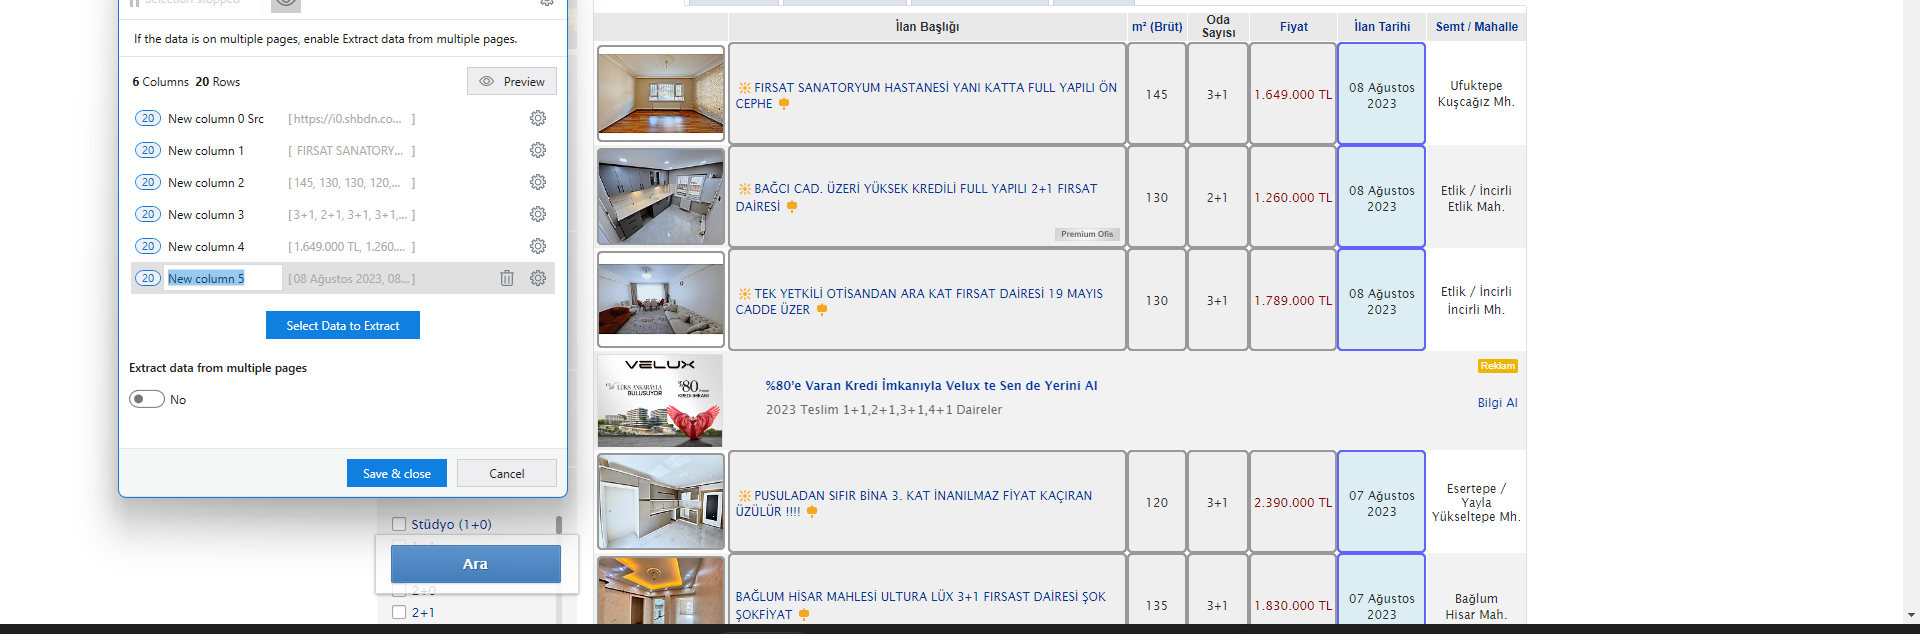 Selection stopped
If the data is on multiple pages, enable Extract data from multiple pages.
6 Columns 20 Rows
Preview
20 New column 0 Src [https://i0.shbdn.co... ]
20 New column 1 [ FIRSAT SANATORY... ]
20 New column 2 [145, 130, 130, 120,... ]
20 New column 3 [3+1, 2+1, 3+1, 3+1,... ]
20 New column 4 [1.649.000 TL, 1.260.... ]
20 New column 5 [08 Ağustos 2023, 08... ]
Select Data to Extract
Extract data from multiple pages
No
Save & close
Cancel
Stüdyo (1+0)
Ara
2+0
2+1
İlan Başlığı
m² (Brüt)
Oda
Sayısı
Fiyat
İlan Tarihi
Semt / Mahalle
FIRSAT SANATORYUM HASTANESİ YANI KATTA FULL YAPILI ÖN
CEPHE
145
3+1
1.649.000 TL
08 Ağustos
2023
Ufuktepe
Kuşcağız Mh.
BAĞCI CAD. ÜZERİ YÜKSEK KREDİLİ FULL YAPILI 2+1 FIRSAT
DAİRESİ
Premium Ofis
130
2+1
1.260.000 TL
08 Ağustos
2023
Etlik / İncirli
Etlik Mah.
TEK YETKİLİ OTİSANDAN ARA KAT FIRSAT DAİRESİ 19 MAYIS
CADDE ÜZER
130
3+1
1.789.000 TL
08 Ağustos
2023
Etlik / İncirli
İncirli Mh.
VELUX
LÜKS ANKARAYLA
BULUŞUYOR
%80
KREDİ İMKANI
%80'e Varan Kredi İmkanıyla Velux te Sen de Yerini Al
2023 Teslim 1+1,2+1,3+1,4+1 Daireler
Reklam
Bilgi Al
PUSULADAN SIFIR BİNA 3. KAT İNANILMAZ FİYAT KAÇIRAN
ÜZÜLÜR !!!!
120
3+1
2.390.000 TL
07 Ağustos
2023
Esertepe /
Yayla
Yükseltepe Mh.
BAĞLUM HİSAR MAHLESİ ULTURA LÜX 3+1 FIRSAST DAİRESİ ŞOK
ŞOKFİYAT
135
3+1
1.830.000 TL
07 Ağustos
2023
Bağlum
Hisar Mah.